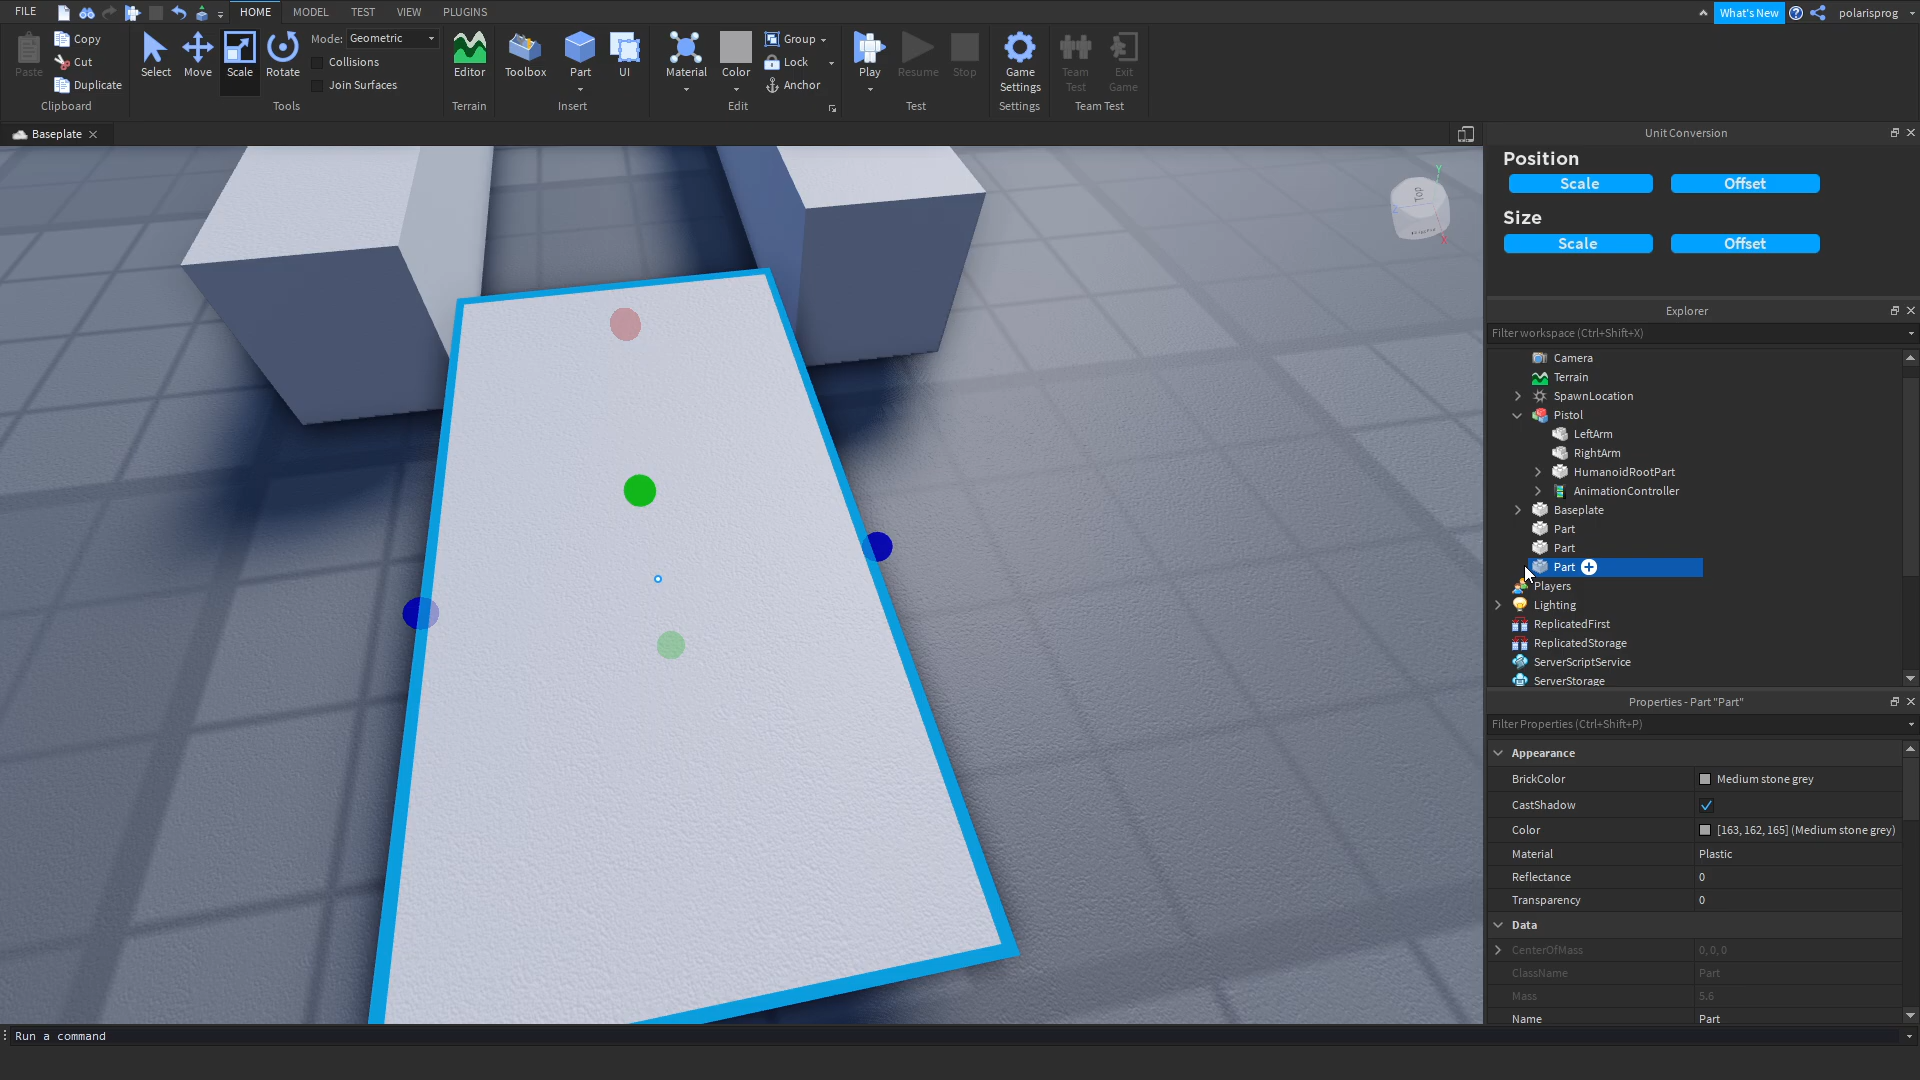 FILE HOME MODEL TEST VIEW PLUGINS What's New polarisprog
Paste Copy Cut Duplicate Clipboard
Select Move Scale Rotate Mode: Geometric Collisions Join Surfaces Tools
Editor Terrain
Toolbox Part UI Insert
Material Color Group Lock Anchor Edit
Play Resume Stop Test
Game Settings Settings
Team Test Exit Game Team Test
Baseplate
Unit Conversion
Position
Scale Offset
Size
Scale Offset
Top
Y
X
Explorer
Filter workspace (Ctrl+Shift+X)
Camera
Terrain
SpawnLocation
Pistol
LeftArm
RightArm
HumanoidRootPart
AnimationController
Baseplate
Part
Part
Part
Players
Lighting
ReplicatedFirst
ReplicatedStorage
ServerScriptService
ServerStorage
Properties - Part "Part"
Filter Properties (Ctrl+Shift+P)
Appearance
BrickColor Medium stone grey
CastShadow
Color [163, 162, 165] (Medium stone grey)
Material Plastic
Reflectance 0
Transparency 0
Data
CenterOfMass 0, 0, 0
ClassName Part
Mass 5.6
Name Part
Run a command